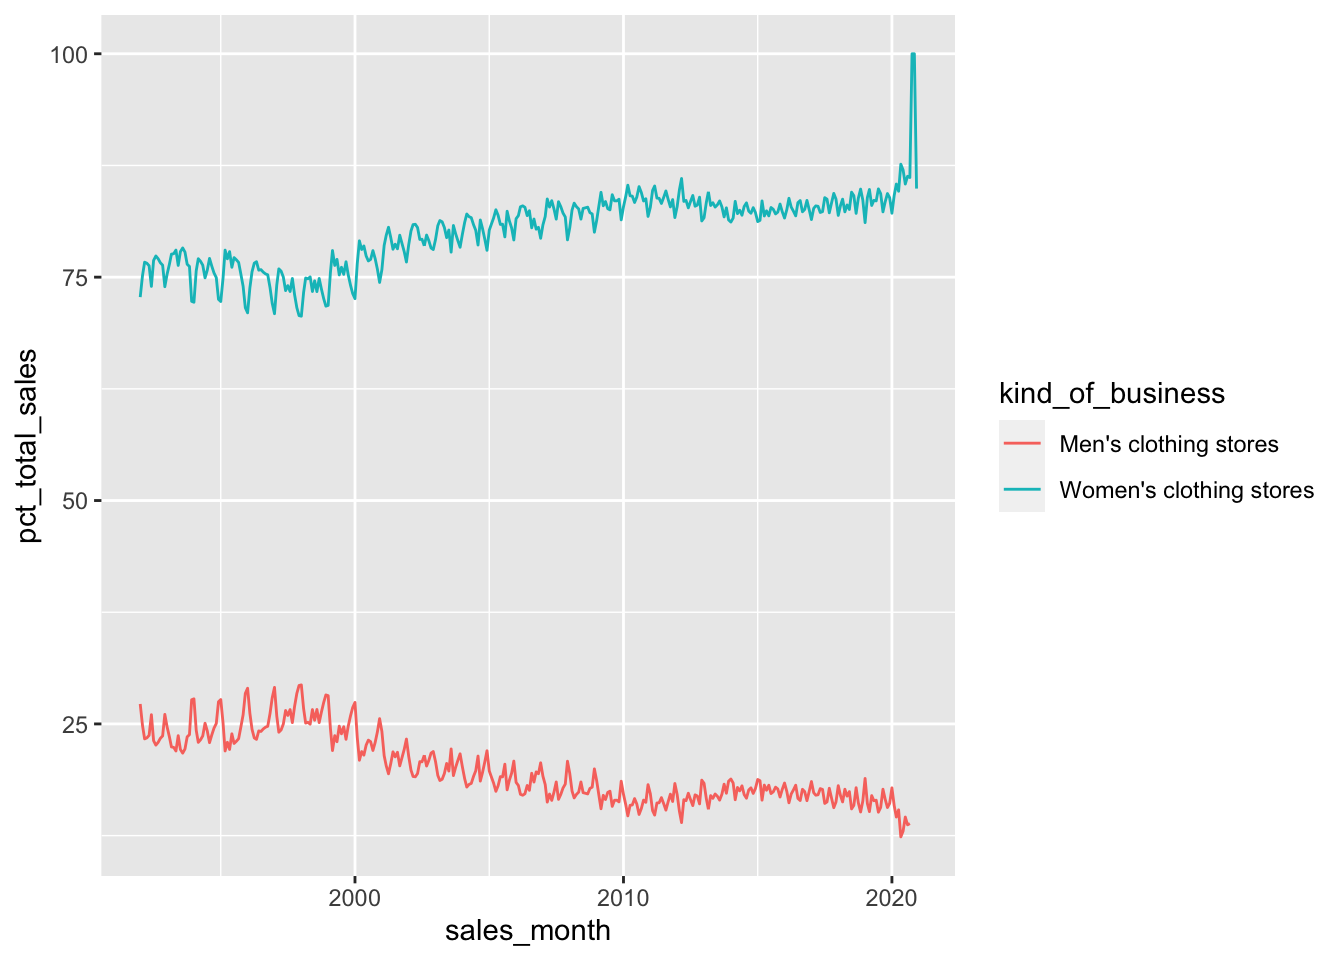 100
75
50
25
pct_total_sales
2000
2010
2020
sales_month
kind_of_business
Men's clothing stores
Women's clothing stores